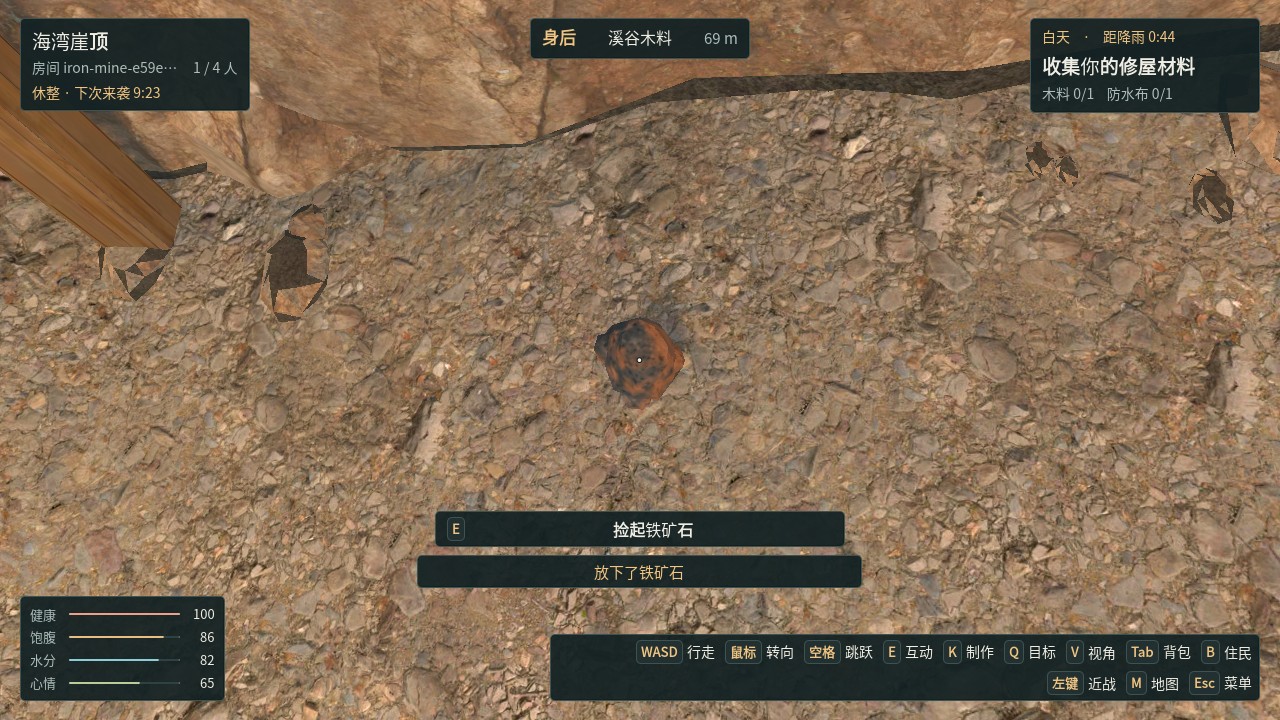 海湾崖顶
房间 iron-mine-e59e… 1 / 4 人
休整 · 下次来袭 9:23
身后 溪谷木料 69 m
白天 · 距降雨 0:44
收集你的修屋材料
木料 0/1 防水布 0/1
E 捡起铁矿石
放下了铁矿石
健康 100
饱腹 86
水分 82
心情 65
WASD 行走 鼠标 转向 空格 跳跃 E 互动 K 制作 Q 目标 V 视角 Tab 背包 B 住民
左键 近战 M 地图 Esc 菜单